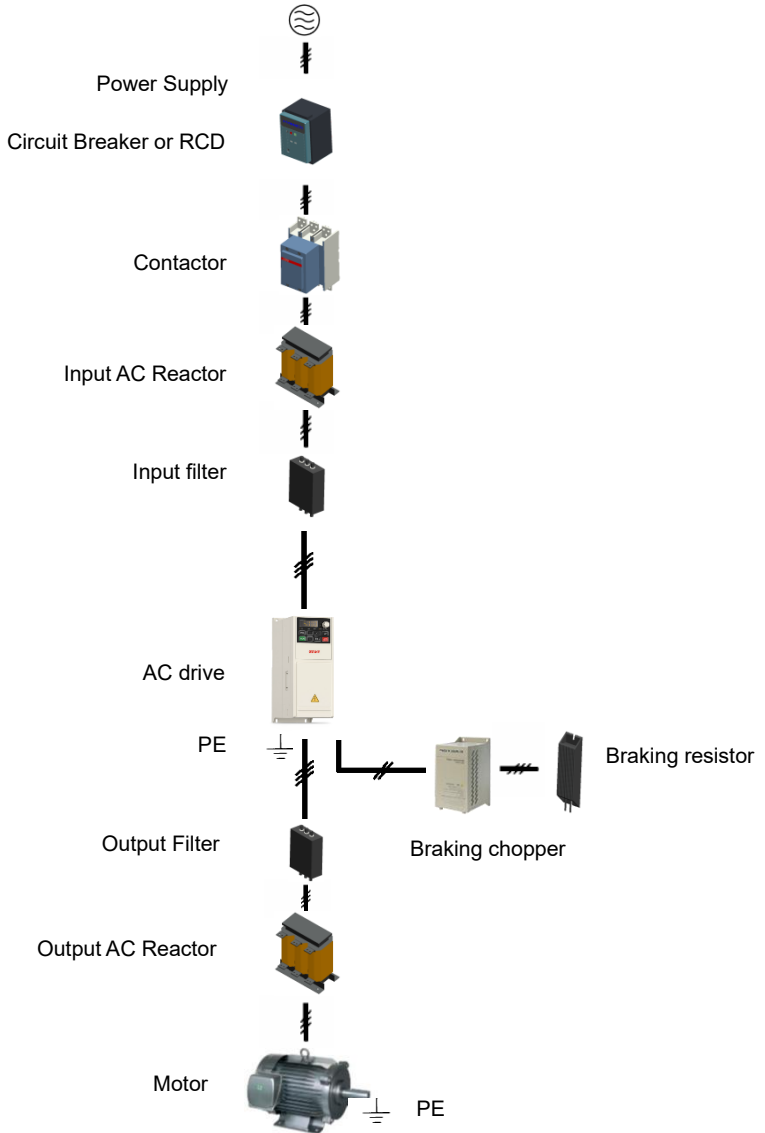 Power Supply
Circuit Breaker or RCD
Contactor
Input AC Reactor
Input filter
AC drive
PE
Braking resistor
Output Filter
Braking chopper
Output AC Reactor
Motor
PE